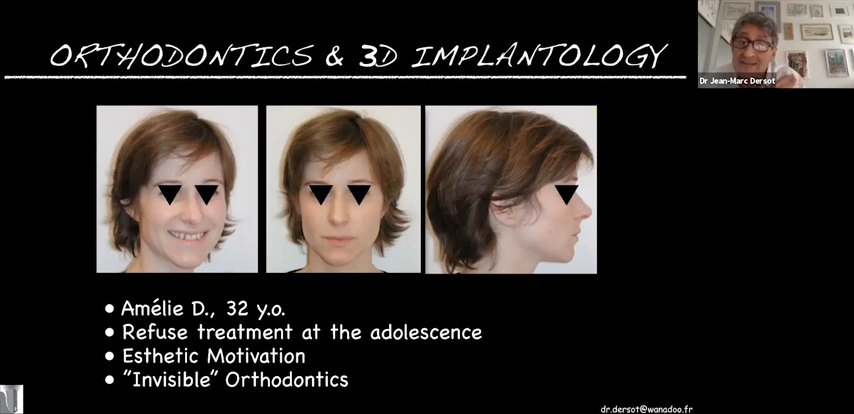 ORTHODONTICS & 3D IMPLANTOLOGY
Dr Jean-Marc Dersot
• Amélie D., 32 y.o.
• Refuse treatment at the adolescence
• Esthetic Motivation
• "Invisible" Orthodontics
dr.dersot@wanadoo.fr